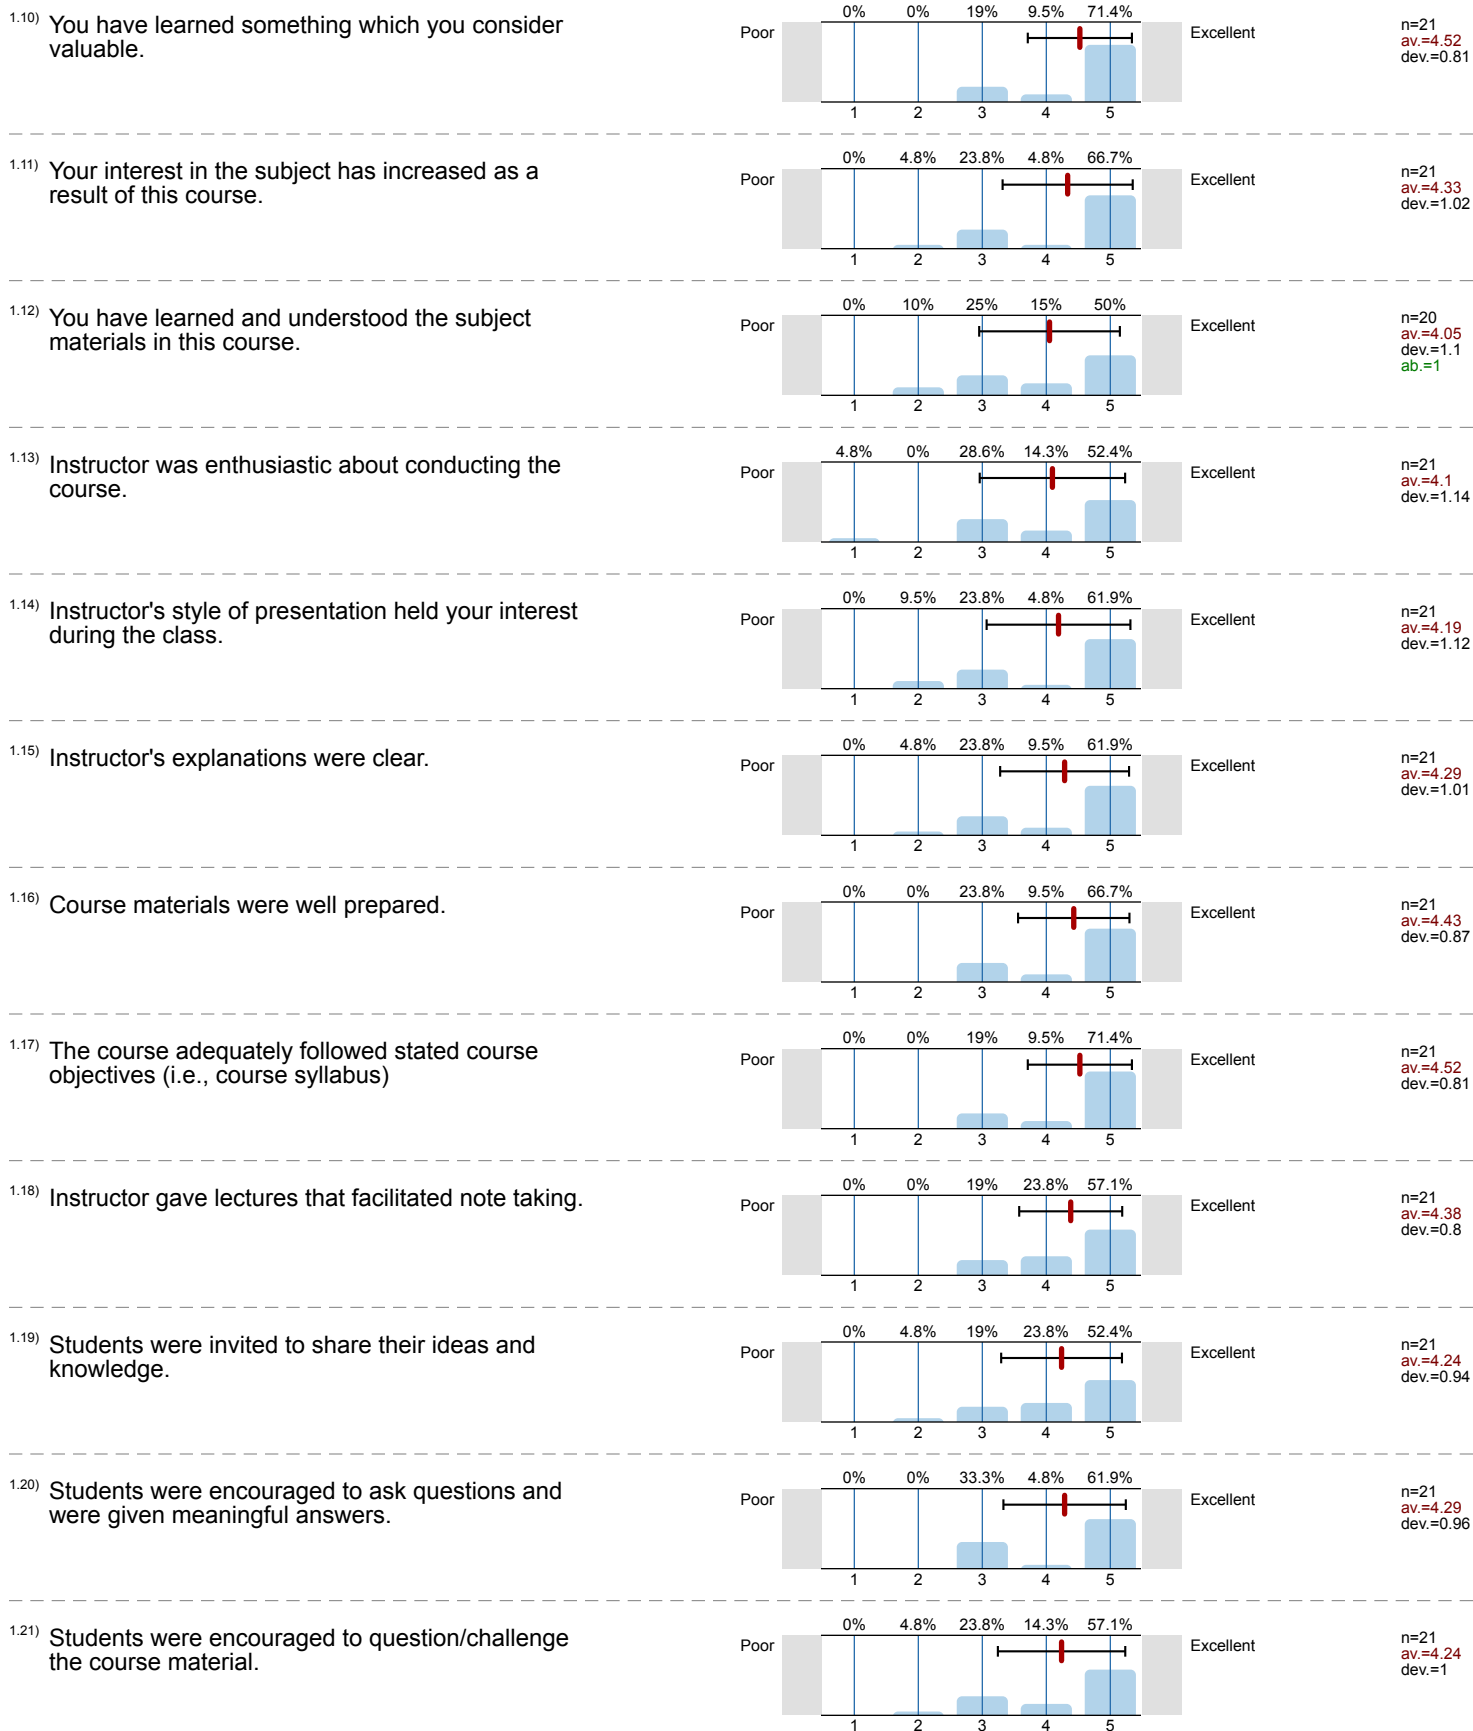 1.10) You have learned something which you consider
valuable.
0% 0% 19% 9.5% 71.4%
Poor Excellent
n=21
av.=4.52
dev.=0.81
1 2 3 4 5
1.11) Your interest in the subject has increased as a
result of this course.
0% 4.8% 23.8% 4.8% 66.7%
Poor Excellent
n=21
av.=4.33
dev.=1.02
1 2 3 4 5
1.12) You have learned and understood the subject
materials in this course.
0% 10% 25% 15% 50%
Poor Excellent
n=20
av.=4.05
dev.=1.1
ab.=1
1 2 3 4 5
1.13) Instructor was enthusiastic about conducting the
course.
4.8% 0% 28.6% 14.3% 52.4%
Poor Excellent
n=21
av.=4.1
dev.=1.14
1 2 3 4 5
1.14) Instructor's style of presentation held your interest
during the class.
0% 9.5% 23.8% 4.8% 61.9%
Poor Excellent
n=21
av.=4.19
dev.=1.12
1 2 3 4 5
1.15) Instructor's explanations were clear.
0% 4.8% 23.8% 9.5% 61.9%
Poor Excellent
n=21
av.=4.29
dev.=1.01
1 2 3 4 5
1.16) Course materials were well prepared.
0% 0% 23.8% 9.5% 66.7%
Poor Excellent
n=21
av.=4.43
dev.=0.87
1 2 3 4 5
1.17) The course adequately followed stated course
objectives (i.e., course syllabus)
0% 0% 19% 9.5% 71.4%
Poor Excellent
n=21
av.=4.52
dev.=0.81
1 2 3 4 5
1.18) Instructor gave lectures that facilitated note taking.
0% 0% 19% 23.8% 57.1%
Poor Excellent
n=21
av.=4.38
dev.=0.8
1 2 3 4 5
1.19) Students were invited to share their ideas and
knowledge.
0% 4.8% 19% 23.8% 52.4%
Poor Excellent
n=21
av.=4.24
dev.=0.94
1 2 3 4 5
1.20) Students were encouraged to ask questions and
were given meaningful answers.
0% 0% 33.3% 4.8% 61.9%
Poor Excellent
n=21
av.=4.29
dev.=0.96
1 2 3 4 5
1.21) Students were encouraged to question/challenge
the course material.
0% 4.8% 23.8% 14.3% 57.1%
Poor Excellent
n=21
av.=4.24
dev.=1
1 2 3 4 5